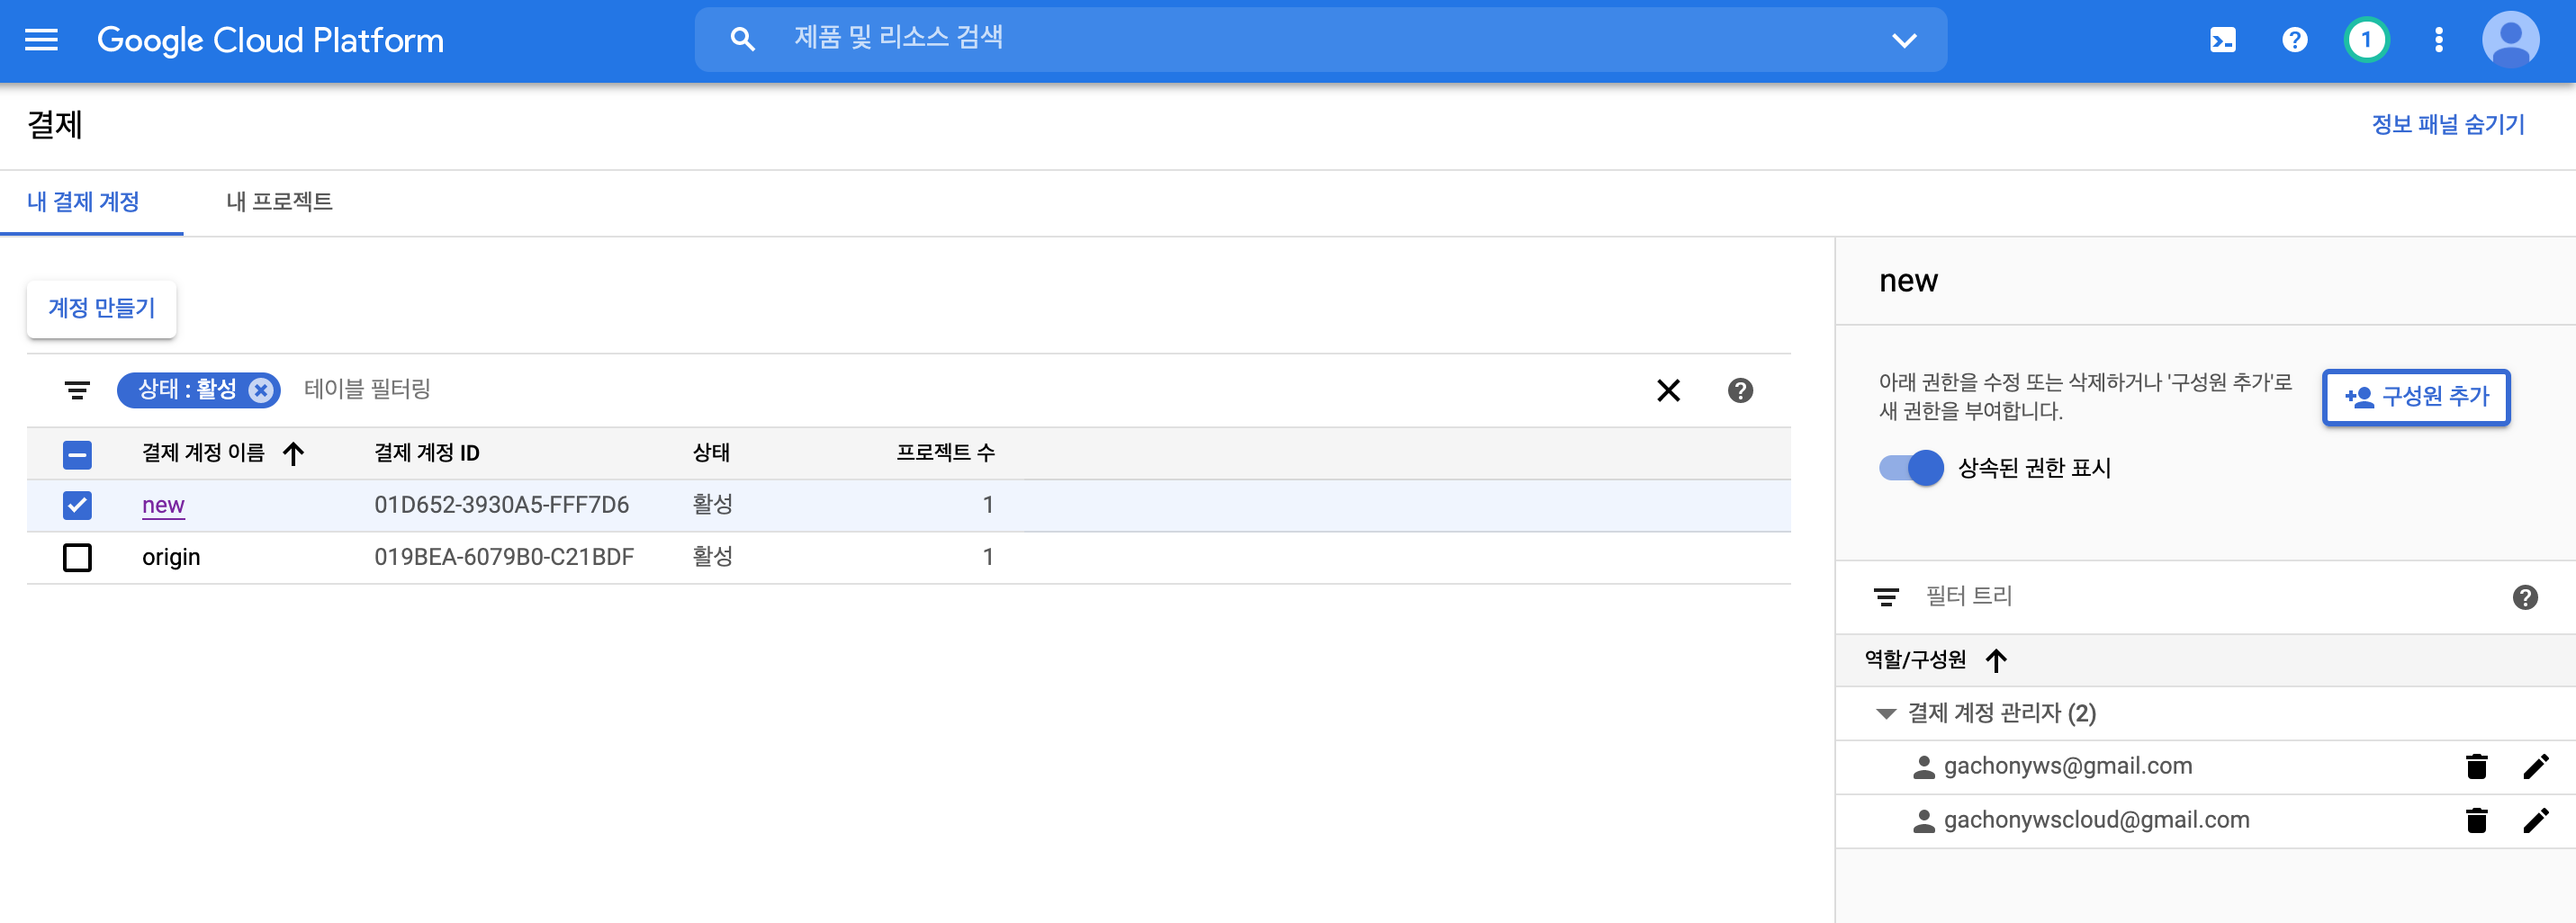 Google Cloud Platform
제품 및 리소스 검색
1
결제
정보 패널 숨기기
내 결제 계정
내 프로젝트
계정 만들기
상태 : 활성
테이블 필터링
결제 계정 이름
결제 계정 ID
상태
프로젝트 수
new
01D652-3930A5-FFF7D6
활성
1
origin
019BEA-6079B0-C21BDF
활성
1
new
아래 권한을 수정 또는 삭제하거나 '구성원 추가'로
새 권한을 부여합니다.
구성원 추가
상속된 권한 표시
필터 트리
역할/구성원
결제 계정 관리자 (2)
gachonyws@gmail.com
gachonywscloud@gmail.com